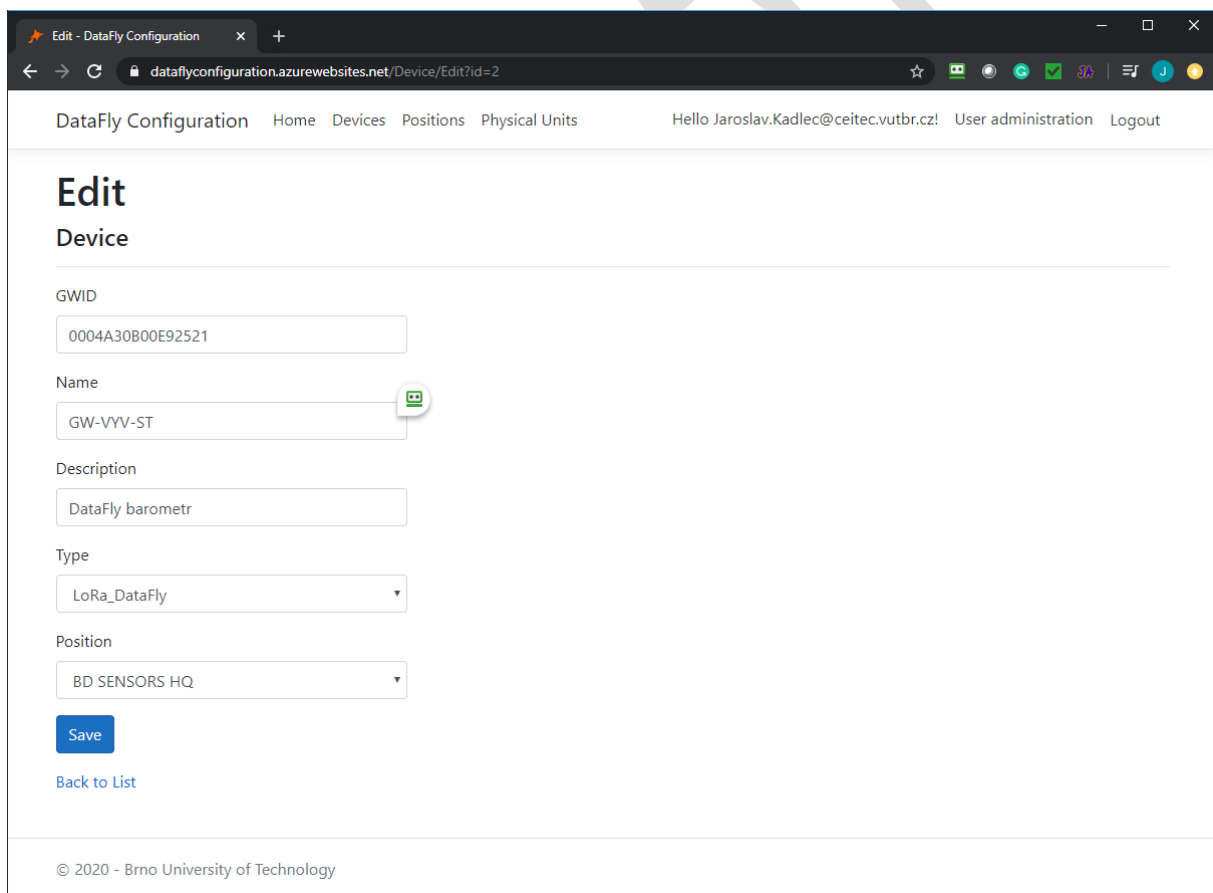 Edit - DataFly Configuration
dataflyconfiguration.azurewebsites.net/Device/Edit?id=2
DataFly Configuration Home Devices Positions Physical Units Hello Jaroslav.Kadlec@ceitec.vutbr.cz! User administration Logout
Edit
Device
GWID
0004A30B00E92521
Name
GW-VYV-ST
Description
DataFly barometr
Type
LoRa_DataFly
Position
BD SENSORS HQ
Save
Back to List
© 2020 - Brno University of Technology